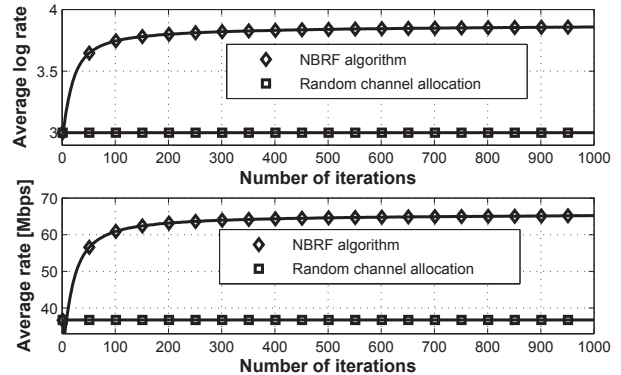 Average log rate
4
3.5
3
NBRF algorithm
Random channel allocation
0 100 200 300 400 500 600 700 800 900 1000
Number of iterations
Average rate [Mbps]
70
60
50
40
NBRF algorithm
Random channel allocation
0 100 200 300 400 500 600 700 800 900 1000
Number of iterations